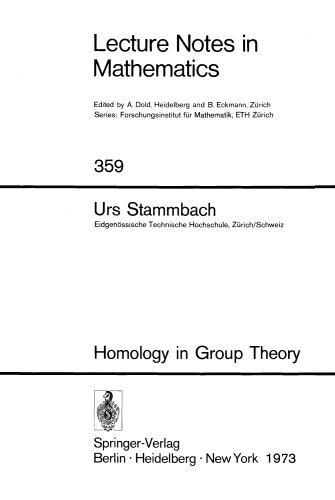 Lecture Notes in
Mathematics
Edited by A. Dold, Heidelberg and B. Eckmann, Zürich
Series: Forschungsinstitut für Mathematik, ETH Zürich
359
Urs Stammbach
Eidgenössische Technische Hochschule, Zürich/Schweiz
Homology in Group Theory
Springer-Verlag
Berlin · Heidelberg · New York 1973